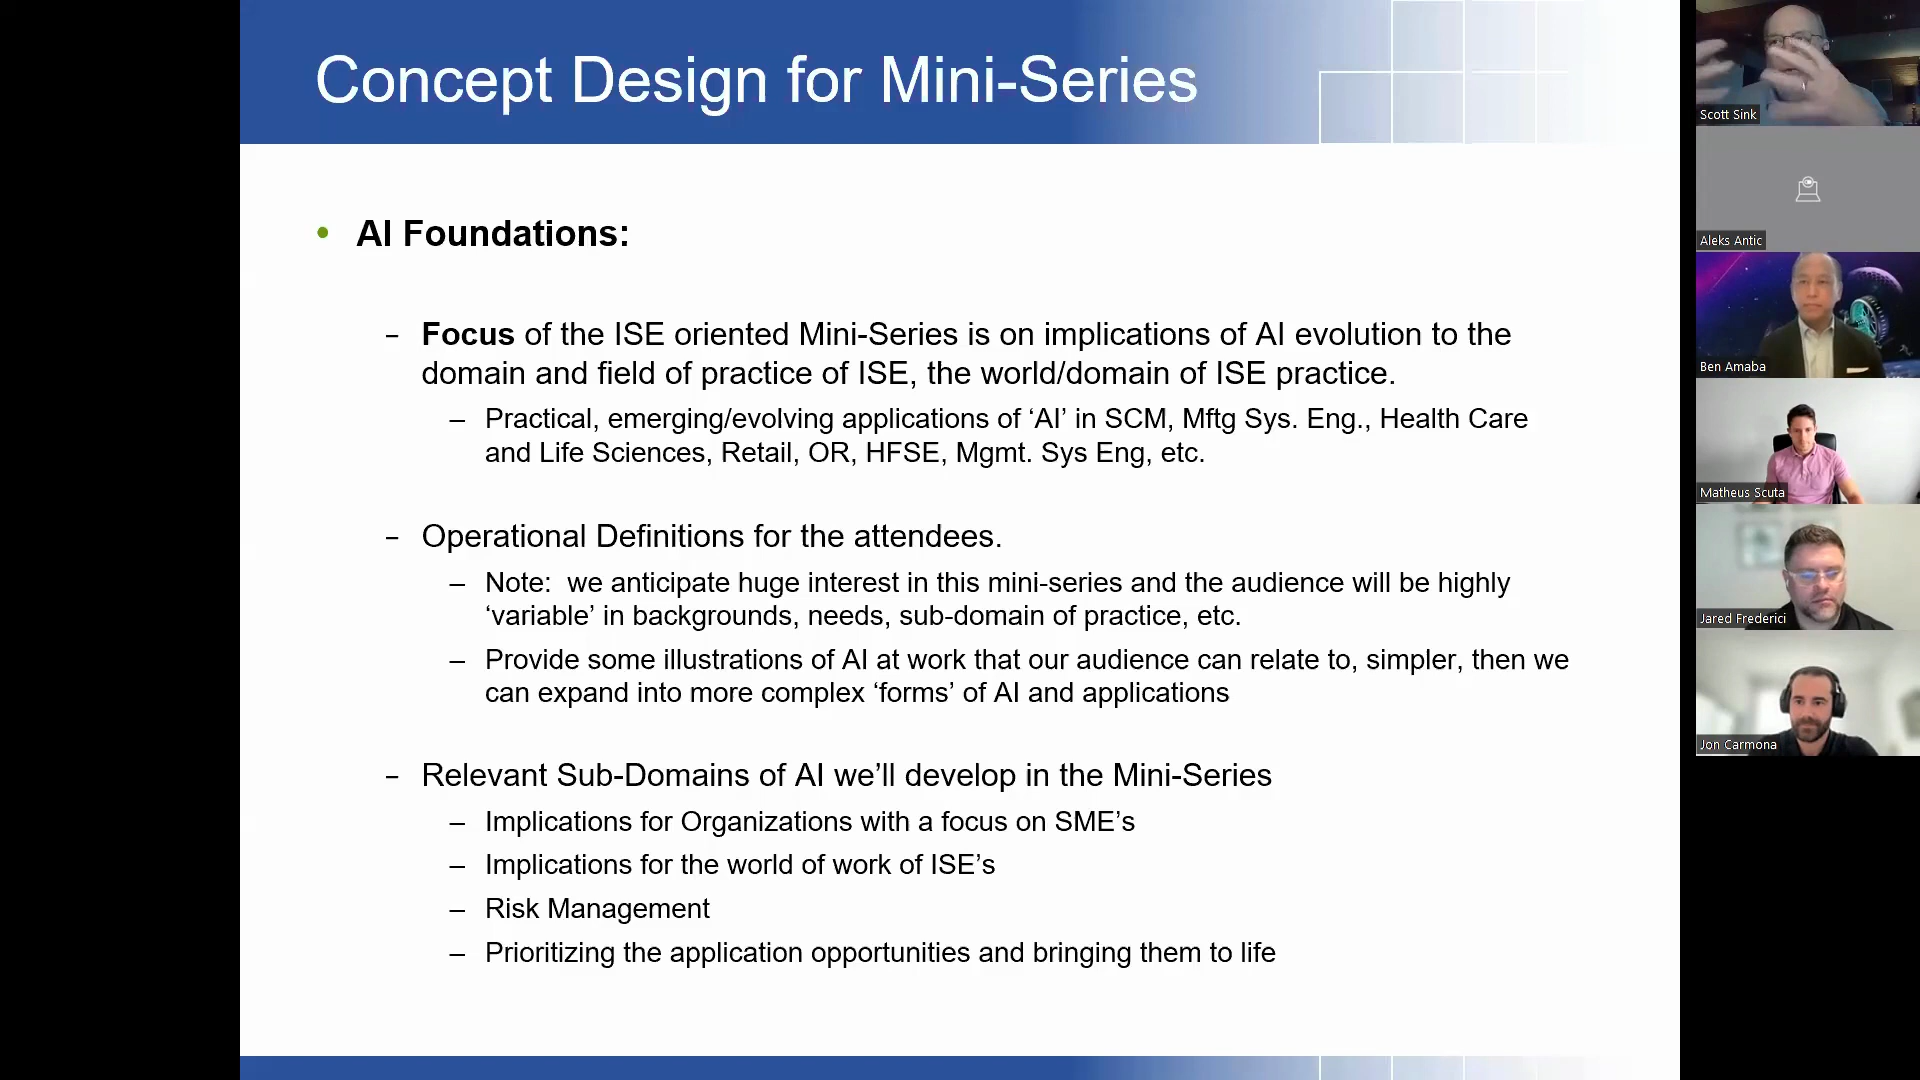 Concept Design for Mini-Series
• AI Foundations:
– Focus of the ISE oriented Mini-Series is on implications of AI evolution to the
domain and field of practice of ISE, the world/domain of ISE practice.
– Practical, emerging/evolving applications of ‘AI’ in SCM, Mftg Sys. Eng., Health Care
and Life Sciences, Retail, OR, HFSE, Mgmt. Sys Eng, etc.
– Operational Definitions for the attendees.
– Note:  we anticipate huge interest in this mini-series and the audience will be highly
‘variable’ in backgrounds, needs, sub-domain of practice, etc.
– Provide some illustrations of AI at work that our audience can relate to, simpler, then we
can expand into more complex ‘forms’ of AI and applications
– Relevant Sub-Domains of AI we’ll develop in the Mini-Series
– Implications for Organizations with a focus on SME’s
– Implications for the world of work of ISE’s
– Risk Management
– Prioritizing the application opportunities and bringing them to life
Scott Sink
Aleks Antic
Ben Amaba
Matheus Scuta
Jared Frederici
Jon Carmona